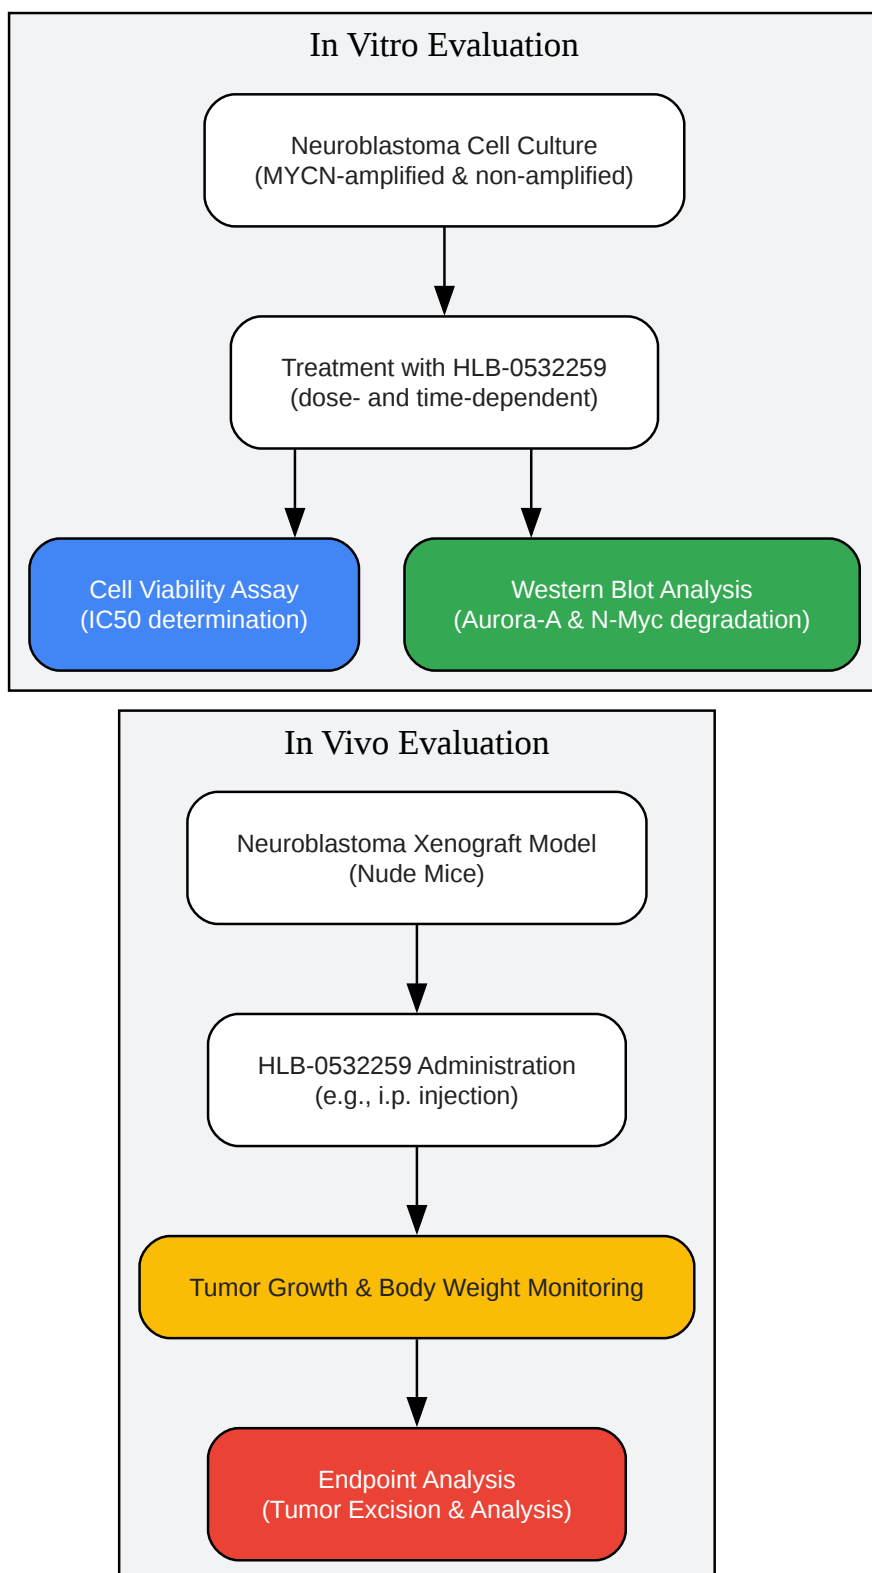 In Vitro Evaluation
Neuroblastoma Cell Culture
(MYCN-amplified & non-amplified)
Treatment with HLB-0532259
(dose- and time-dependent)
Cell Viability Assay
(IC50 determination)
Western Blot Analysis
(Aurora-A & N-Myc degradation)
In Vivo Evaluation
Neuroblastoma Xenograft Model
(Nude Mice)
HLB-0532259 Administration
(e.g., i.p. injection)
Tumor Growth & Body Weight Monitoring
Endpoint Analysis
(Tumor Excision & Analysis)